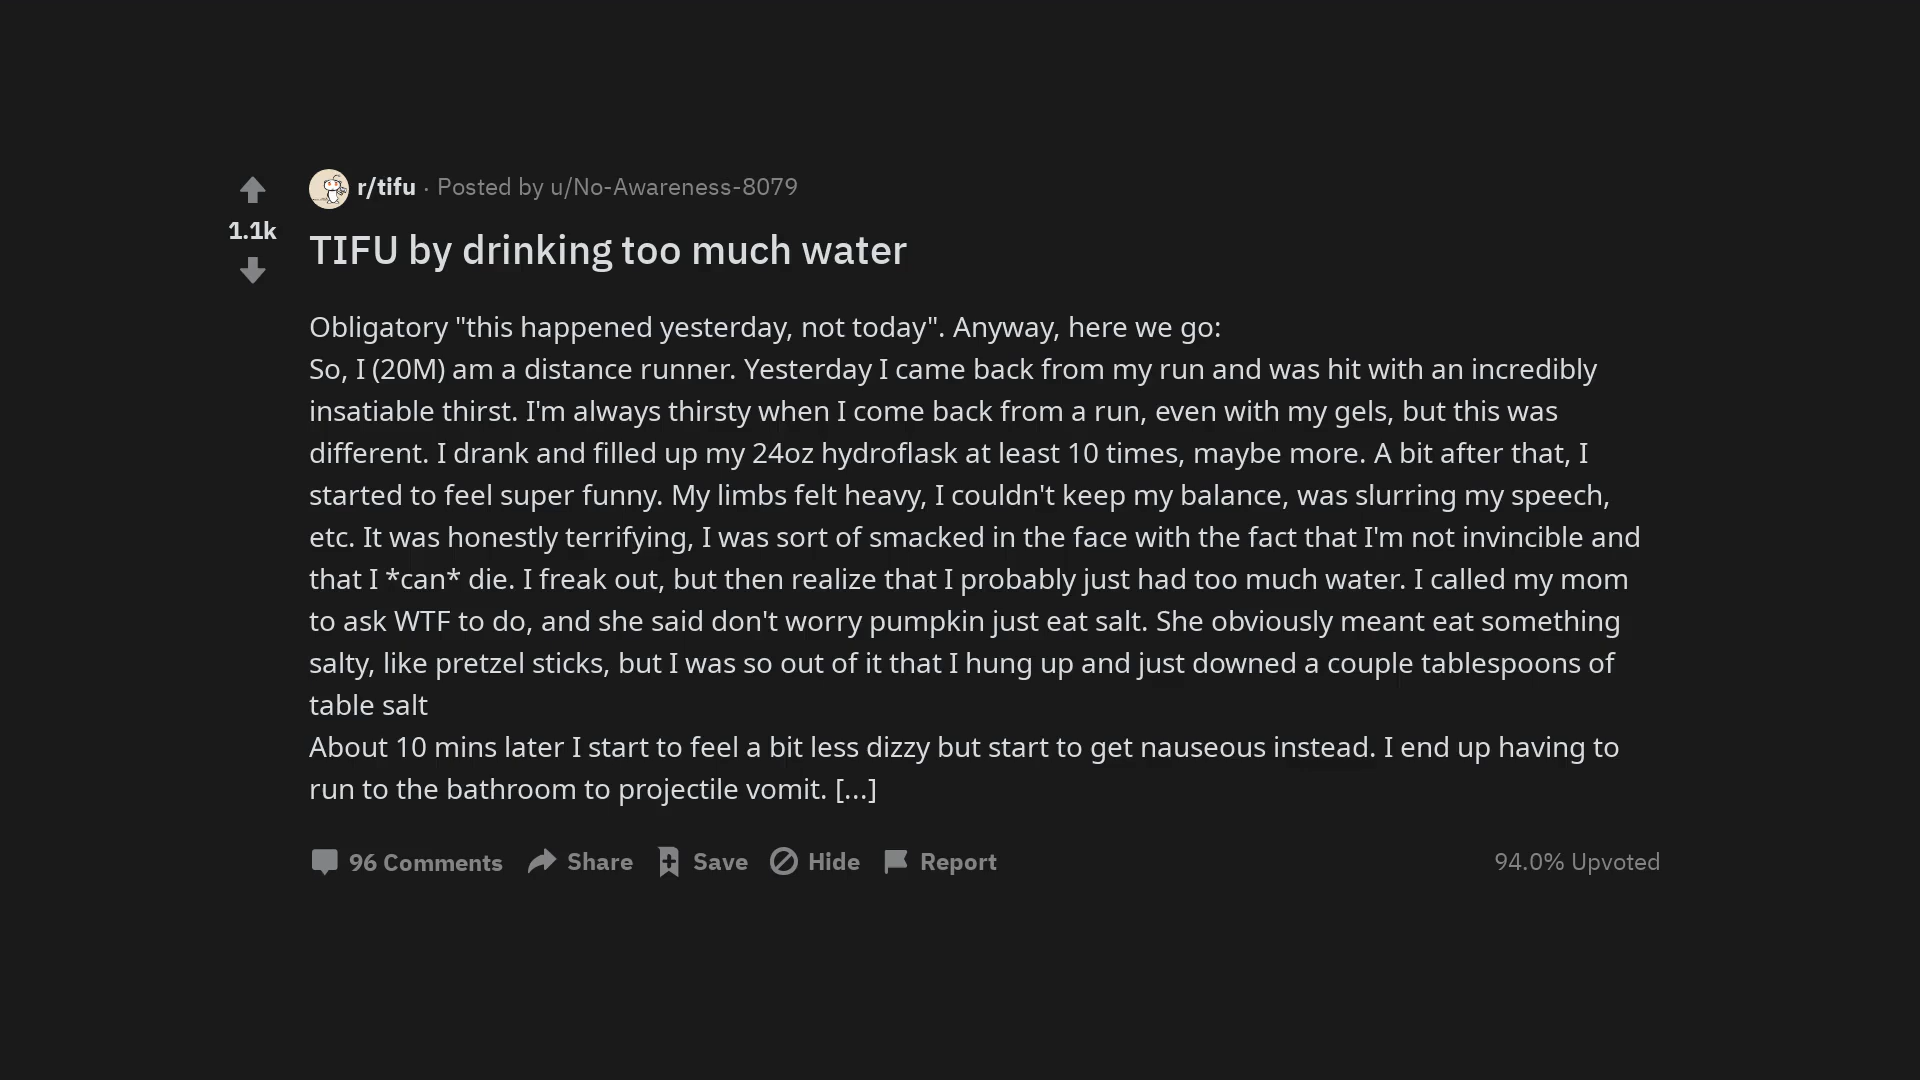 r/tifu · Posted by u/No-Awareness-8079
1.1k
TIFU by drinking too much water
Obligatory "this happened yesterday, not today". Anyway, here we go:
So, I (20M) am a distance runner. Yesterday I came back from my run and was hit with an incredibly
insatiable thirst. I'm always thirsty when I come back from a run, even with my gels, but this was
different. I drank and filled up my 24oz hydroflask at least 10 times, maybe more. A bit after that, I
started to feel super funny. My limbs felt heavy, I couldn't keep my balance, was slurring my speech,
etc. It was honestly terrifying, I was sort of smacked in the face with the fact that I'm not invincible and
that I *can* die. I freak out, but then realize that I probably just had too much water. I called my mom
to ask WTF to do, and she said don't worry pumpkin just eat salt. She obviously meant eat something
salty, like pretzel sticks, but I was so out of it that I hung up and just downed a couple tablespoons of
table salt
About 10 mins later I start to feel a bit less dizzy but start to get nauseous instead. I end up having to
run to the bathroom to projectile vomit. [...]
96 Comments Share Save Hide Report 94.0% Upvoted